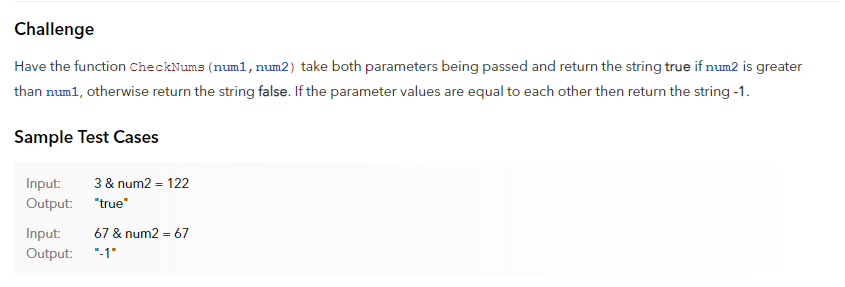 Challenge
Have the function CheckNums(num1,num2) take both parameters being passed and return the string true if num2 is greater
than num1, otherwise return the string false. If the parameter values are equal to each other then return the string -1.
Sample Test Cases
Input: 3 & num2 = 122
Output: "true"
Input: 67 & num2 = 67
Output: "-1"